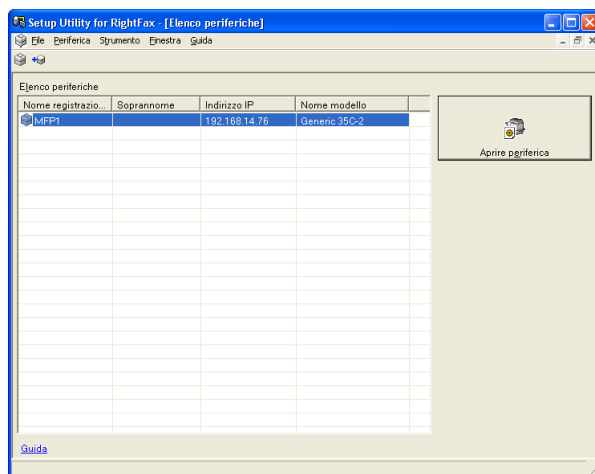 Setup Utility for RightFax - [Elenco periferiche]
File Periferica Strumento Finestra Guida
Elenco periferiche
Nome registrazio... Soprannome Indirizzo IP Nome modello
MFP1 192.168.14.76 Generic 35C-2
Aprire periferica
Guida